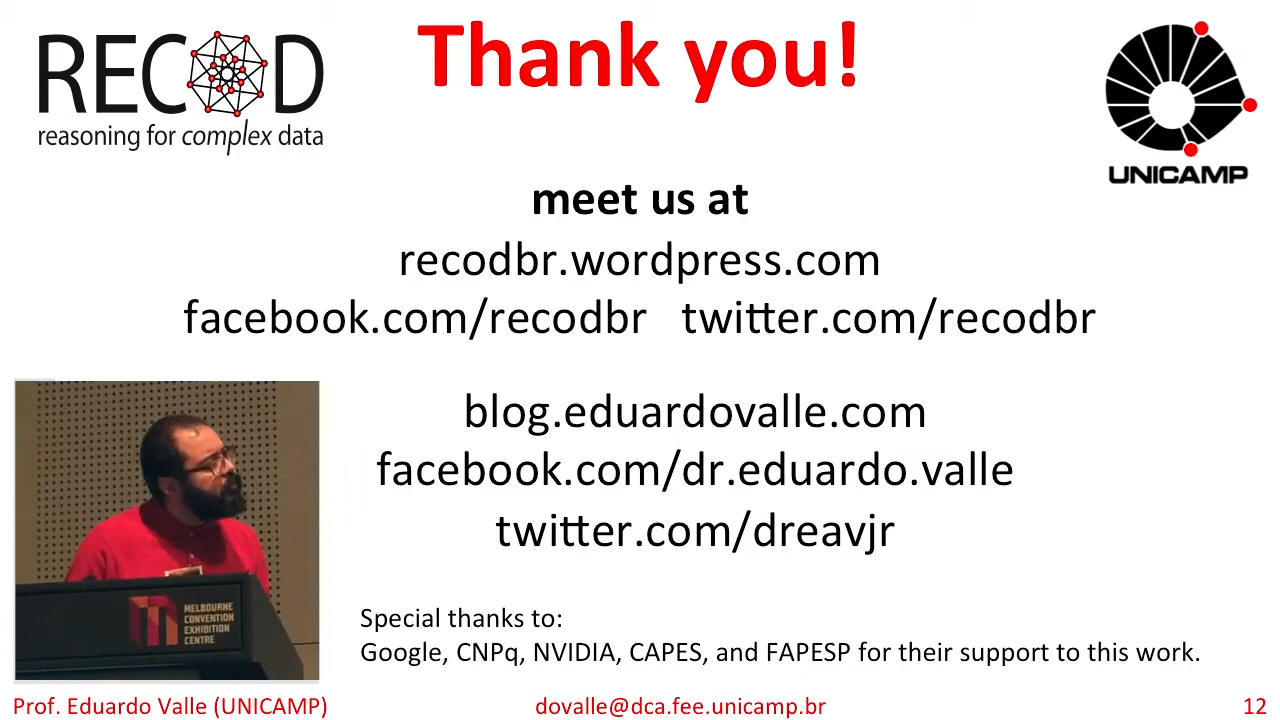 RECOD
reasoning for complex data
Thank you!
UNICAMP
meet us at
recodbr.wordpress.com
facebook.com/recodbr twitter.com/recodbr
blog.eduardovalle.com
facebook.com/dr.eduardo.valle
twitter.com/dreavjr
MELBOURNE
CONVENTION
EXHIBITION
CENTRE
Special thanks to:
Google, CNPq, NVIDIA, CAPES, and FAPESP for their support to this work.
Prof. Eduardo Valle (UNICAMP) dovalle@dca.fee.unicamp.br 12